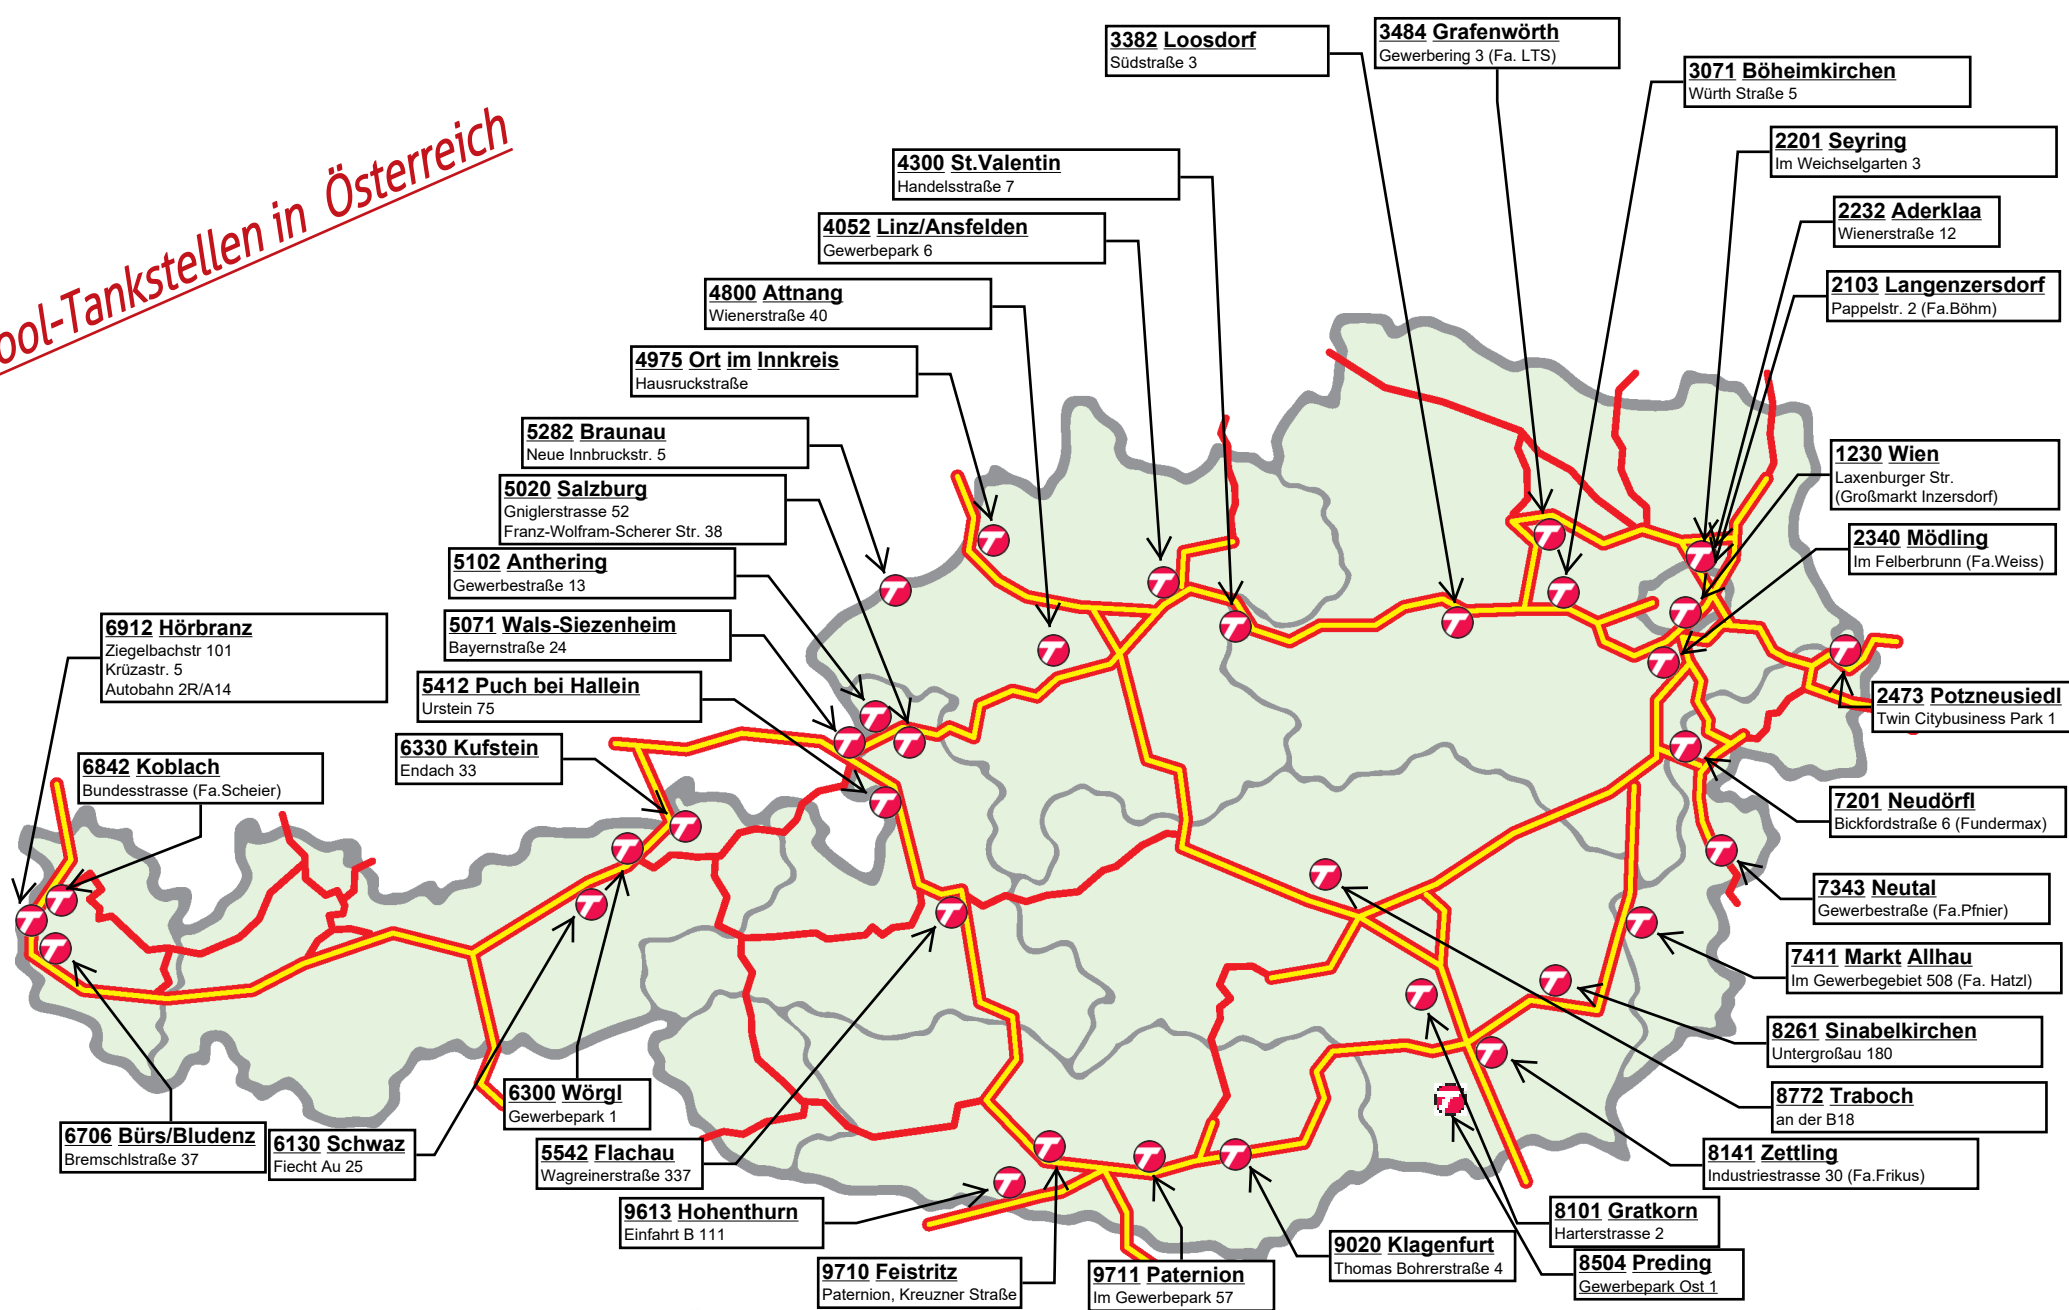 ool-Tankstellen in Österreich
3382 Loosdorf
Südstraße 3
3484 Grafenwörth
Gewerbering 3 (Fa. LTS)
3071 Böheimkirchen
Würth Straße 5
2201 Seyring
Im Weichselgarten 3
4300 St.Valentin
Handelsstraße 7
4052 Linz/Ansfelden
Gewerbepark 6
2232 Aderklaa
Wienerstraße 12
4800 Attnang
Wienerstraße 40
2103 Langenzersdorf
Pappelstr. 2 (Fa.Böhm)
4975 Ort im Innkreis
Hausruckstraße
5282 Braunau
Neue Innbruckstr. 5
1230 Wien
Laxenburger Str.
(Großmarkt Inzersdorf)
5020 Salzburg
Gniglerstrasse 52
Franz-Wolfram-Scherer Str. 38
2340 Mödling
Im Felberbrunn (Fa.Weiss)
5102 Anthering
Gewerbestraße 13
6912 Hörbranz
Ziegelbachstr 101
Krüzastr. 5
Autobahn 2R/A14
5071 Wals-Siezenheim
Bayernstraße 24
5412 Puch bei Hallein
Urstein 75
2473 Potzneusiedl
Twin Citybusiness Park 1
6330 Kufstein
Endach 33
6842 Koblach
Bundesstrasse (Fa.Scheier)
7201 Neudörfl
Bickfordstraße 6 (Fundermax)
7343 Neutal
Gewerbestraße (Fa.Pfnier)
7411 Markt Allhau
Im Gewerbegebiet 508 (Fa. Hatzl)
8261 Sinabelkirchen
Untergroßau 180
6300 Wörgl
Gewerbepark 1
8772 Traboch
an der B18
6706 Bürs/Bludenz
Bremschlstraße 37
6130 Schwaz
Fiecht Au 25
5542 Flachau
Wagreinerstraße 337
8141 Zettling
Industriestrasse 30 (Fa.Frikus)
9613 Hohenthurn
Einfahrt B 111
8101 Gratkorn
Harterstrasse 2
9020 Klagenfurt
Thomas Bohrerstraße 4
8504 Preding
Gewerbepark Ost 1
9710 Feistritz
Paternion, Kreuzner Straße
9711 Paternion
Im Gewerbepark 57